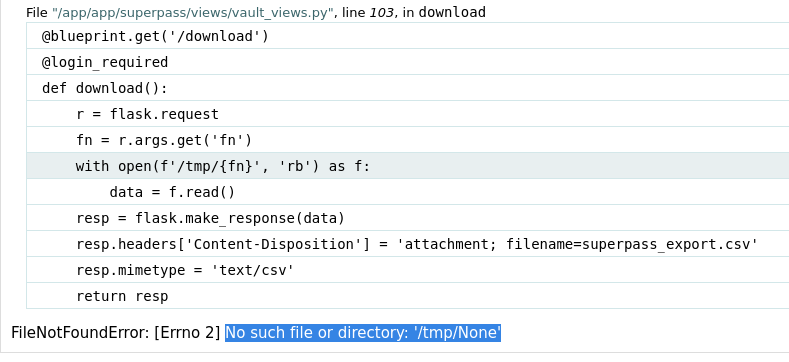 File "/app/app/superpass/views/vault_views.py", line 103, in download
@blueprint.get('/download')
@login_required
def download():
    r = flask.request
    fn = r.args.get('fn')
    with open(f'/tmp/{fn}', 'rb') as f:
        data = f.read()
    resp = flask.make_response(data)
    resp.headers['Content-Disposition'] = 'attachment; filename=superpass_export.csv'
    resp.mimetype = 'text/csv'
    return resp
FileNotFoundError: [Errno 2] No such file or directory: '/tmp/None'